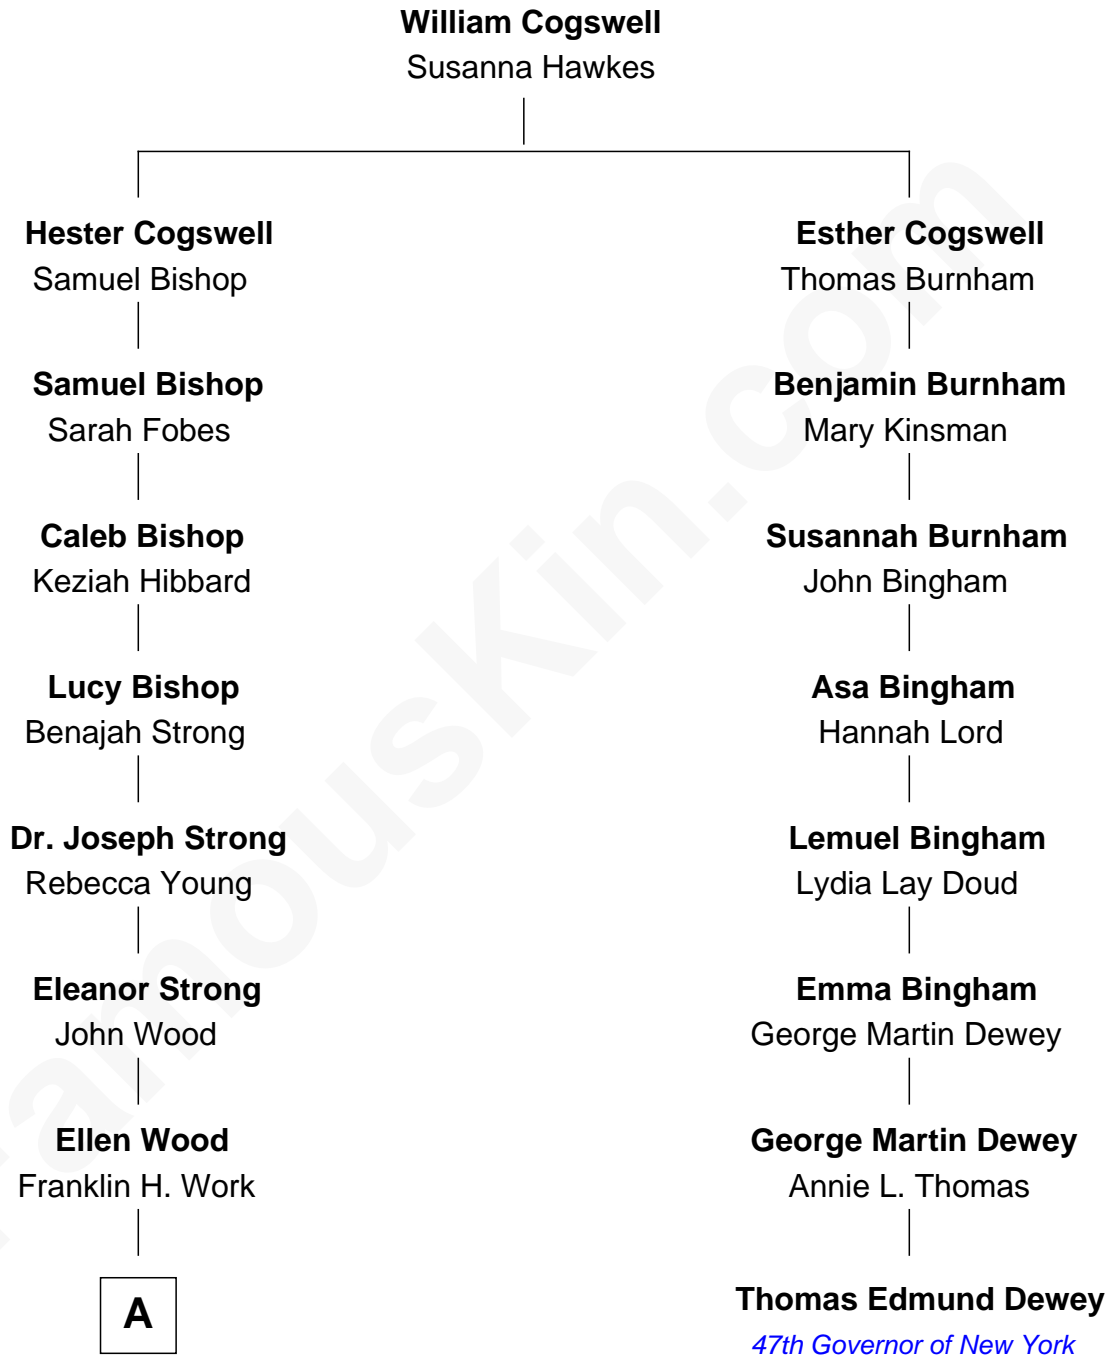 William Cogswell
Susanna Hawkes
Hester Cogswell
Samuel Bishop
Esther Cogswell
Thomas Burnham
Samuel Bishop
Sarah Fobes
Benjamin Burnham
Mary Kinsman
Caleb Bishop
Keziah Hibbard
Susannah Burnham
John Bingham
Lucy Bishop
Benajah Strong
Asa Bingham
Hannah Lord
Dr. Joseph Strong
Rebecca Young
Lemuel Bingham
Lydia Lay Doud
Eleanor Strong
John Wood
Emma Bingham
George Martin Dewey
Ellen Wood
Franklin H. Work
George Martin Dewey
Annie L. Thomas
A
Thomas Edmund Dewey
47th Governor of New York
FamousKin.com